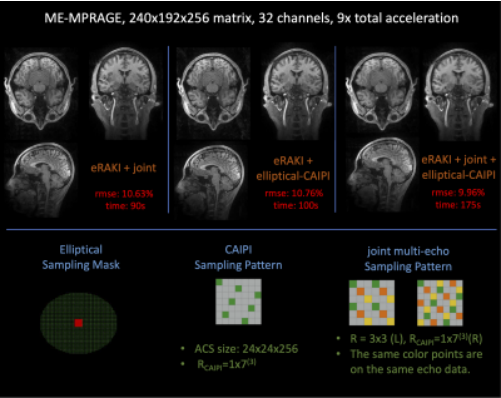 ME-MPRAGE, 240x192x256 matrix, 32 channels, 9x total acceleration
eRAKI + joint
rmse: 10.63%
time: 90s
eRAKI +
elliptical-CAIPI
rmse: 10.76%
time: 100s
eRAKI + joint +
elliptical-CAIPI
rmse: 9.96%
time: 175s
Elliptical
Sampling Mask
CAIPI
Sampling Pattern
• ACS size: 24x24x256
• R_CAIPI=1x7⁽³⁾
joint multi-echo
Sampling Pattern
• R = 3x3 (L), R_CAIPI=1x7⁽³⁾(R)
• The same color points are
on the same echo data.